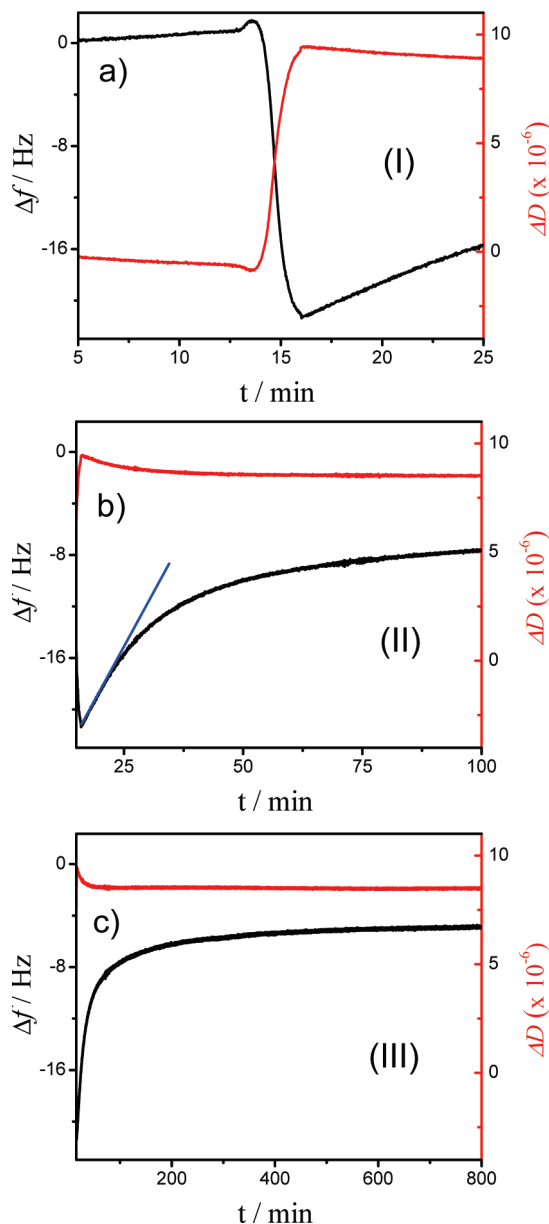 a)
(I)
0
-8
-16
Δf / Hz
10
5
0
ΔD (x 10⁻⁶)
5 10 15 20 25
t / min
b)
(II)
0
-8
-16
Δf / Hz
10
5
0
ΔD (x 10⁻⁶)
25 50 75 100
t / min
c)
(III)
0
-8
-16
Δf / Hz
10
5
0
ΔD (x 10⁻⁶)
200 400 600 800
t / min